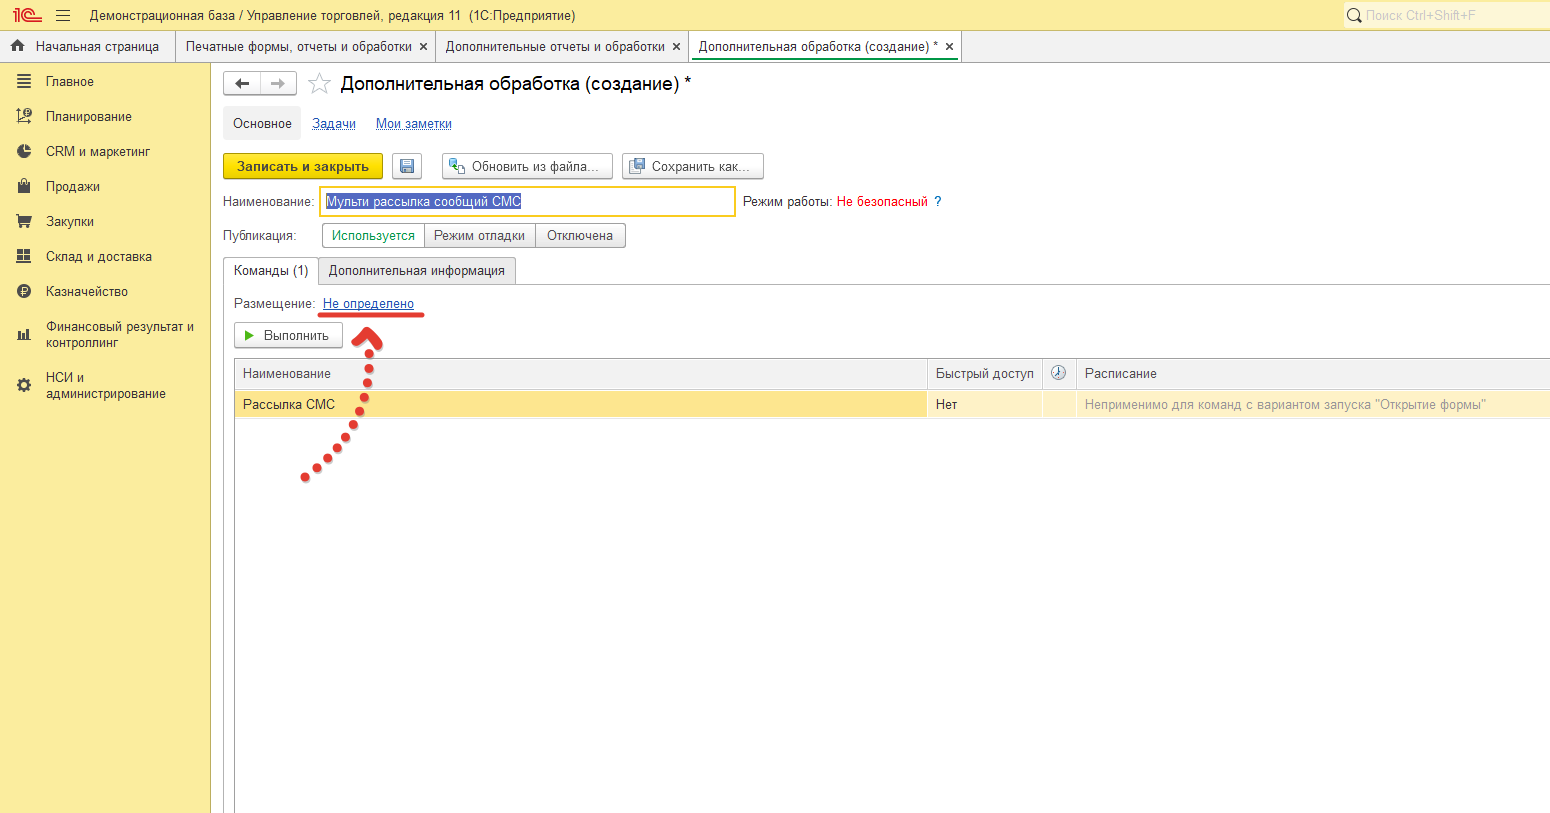 1С Демонстрационная база / Управление торговлей, редакция 11 (1С:Предприятие) Поиск Ctrl+Shift+F
Начальная страница Печатные формы, отчеты и обработки × Дополнительные отчеты и обработки × Дополнительная обработка (создание) * ×
Главное
Планирование
CRM и маркетинг
Продажи
Закупки
Склад и доставка
Казначейство
Финансовый результат и
контроллинг
НСИ и
администрирование
Дополнительная обработка (создание) *
Основное Задачи Мои заметки
Записать и закрыть Обновить из файла... Сохранить как...
Наименование: Мульти рассылка сообщий СМС Режим работы: Не безопасный ?
Публикация: Используется Режим отладки Отключена
Команды (1) Дополнительная информация
Размещение: Не определено
Выполнить
Наименование Быстрый доступ Расписание
Рассылка СМС Нет Неприменимо для команд с вариантом запуска "Открытие формы"